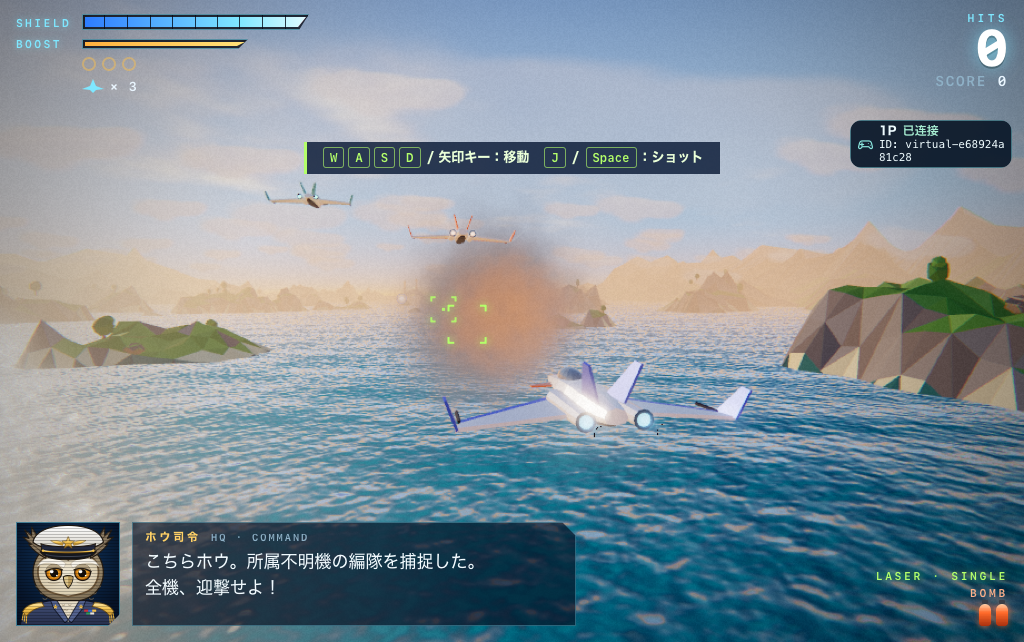 SHIELD
BOOST
× 3
HITS
0
SCORE 0
1P 已连接
ID: virtual-e68924a
81c28
W A S D / 矢印キー：移動 J / Space：ショット
ホウ司令 HQ · COMMAND
こちらホウ。所属不明機の編隊を捕捉した。
全機、迎撃せよ！
LASER · SINGLE
BOMB